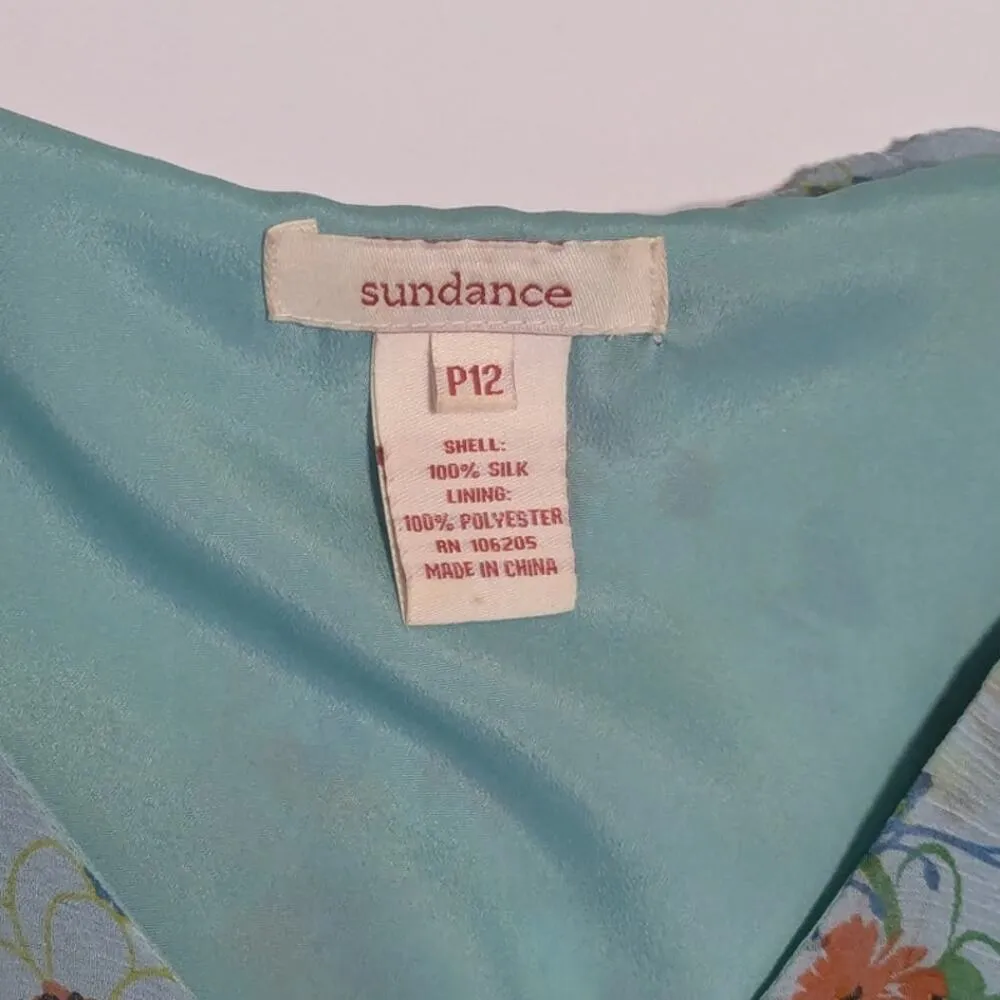 sundance
P12
SHELL:
100% SILK
LINING:
100% POLYESTER
RN 106205
MADE IN CHINA